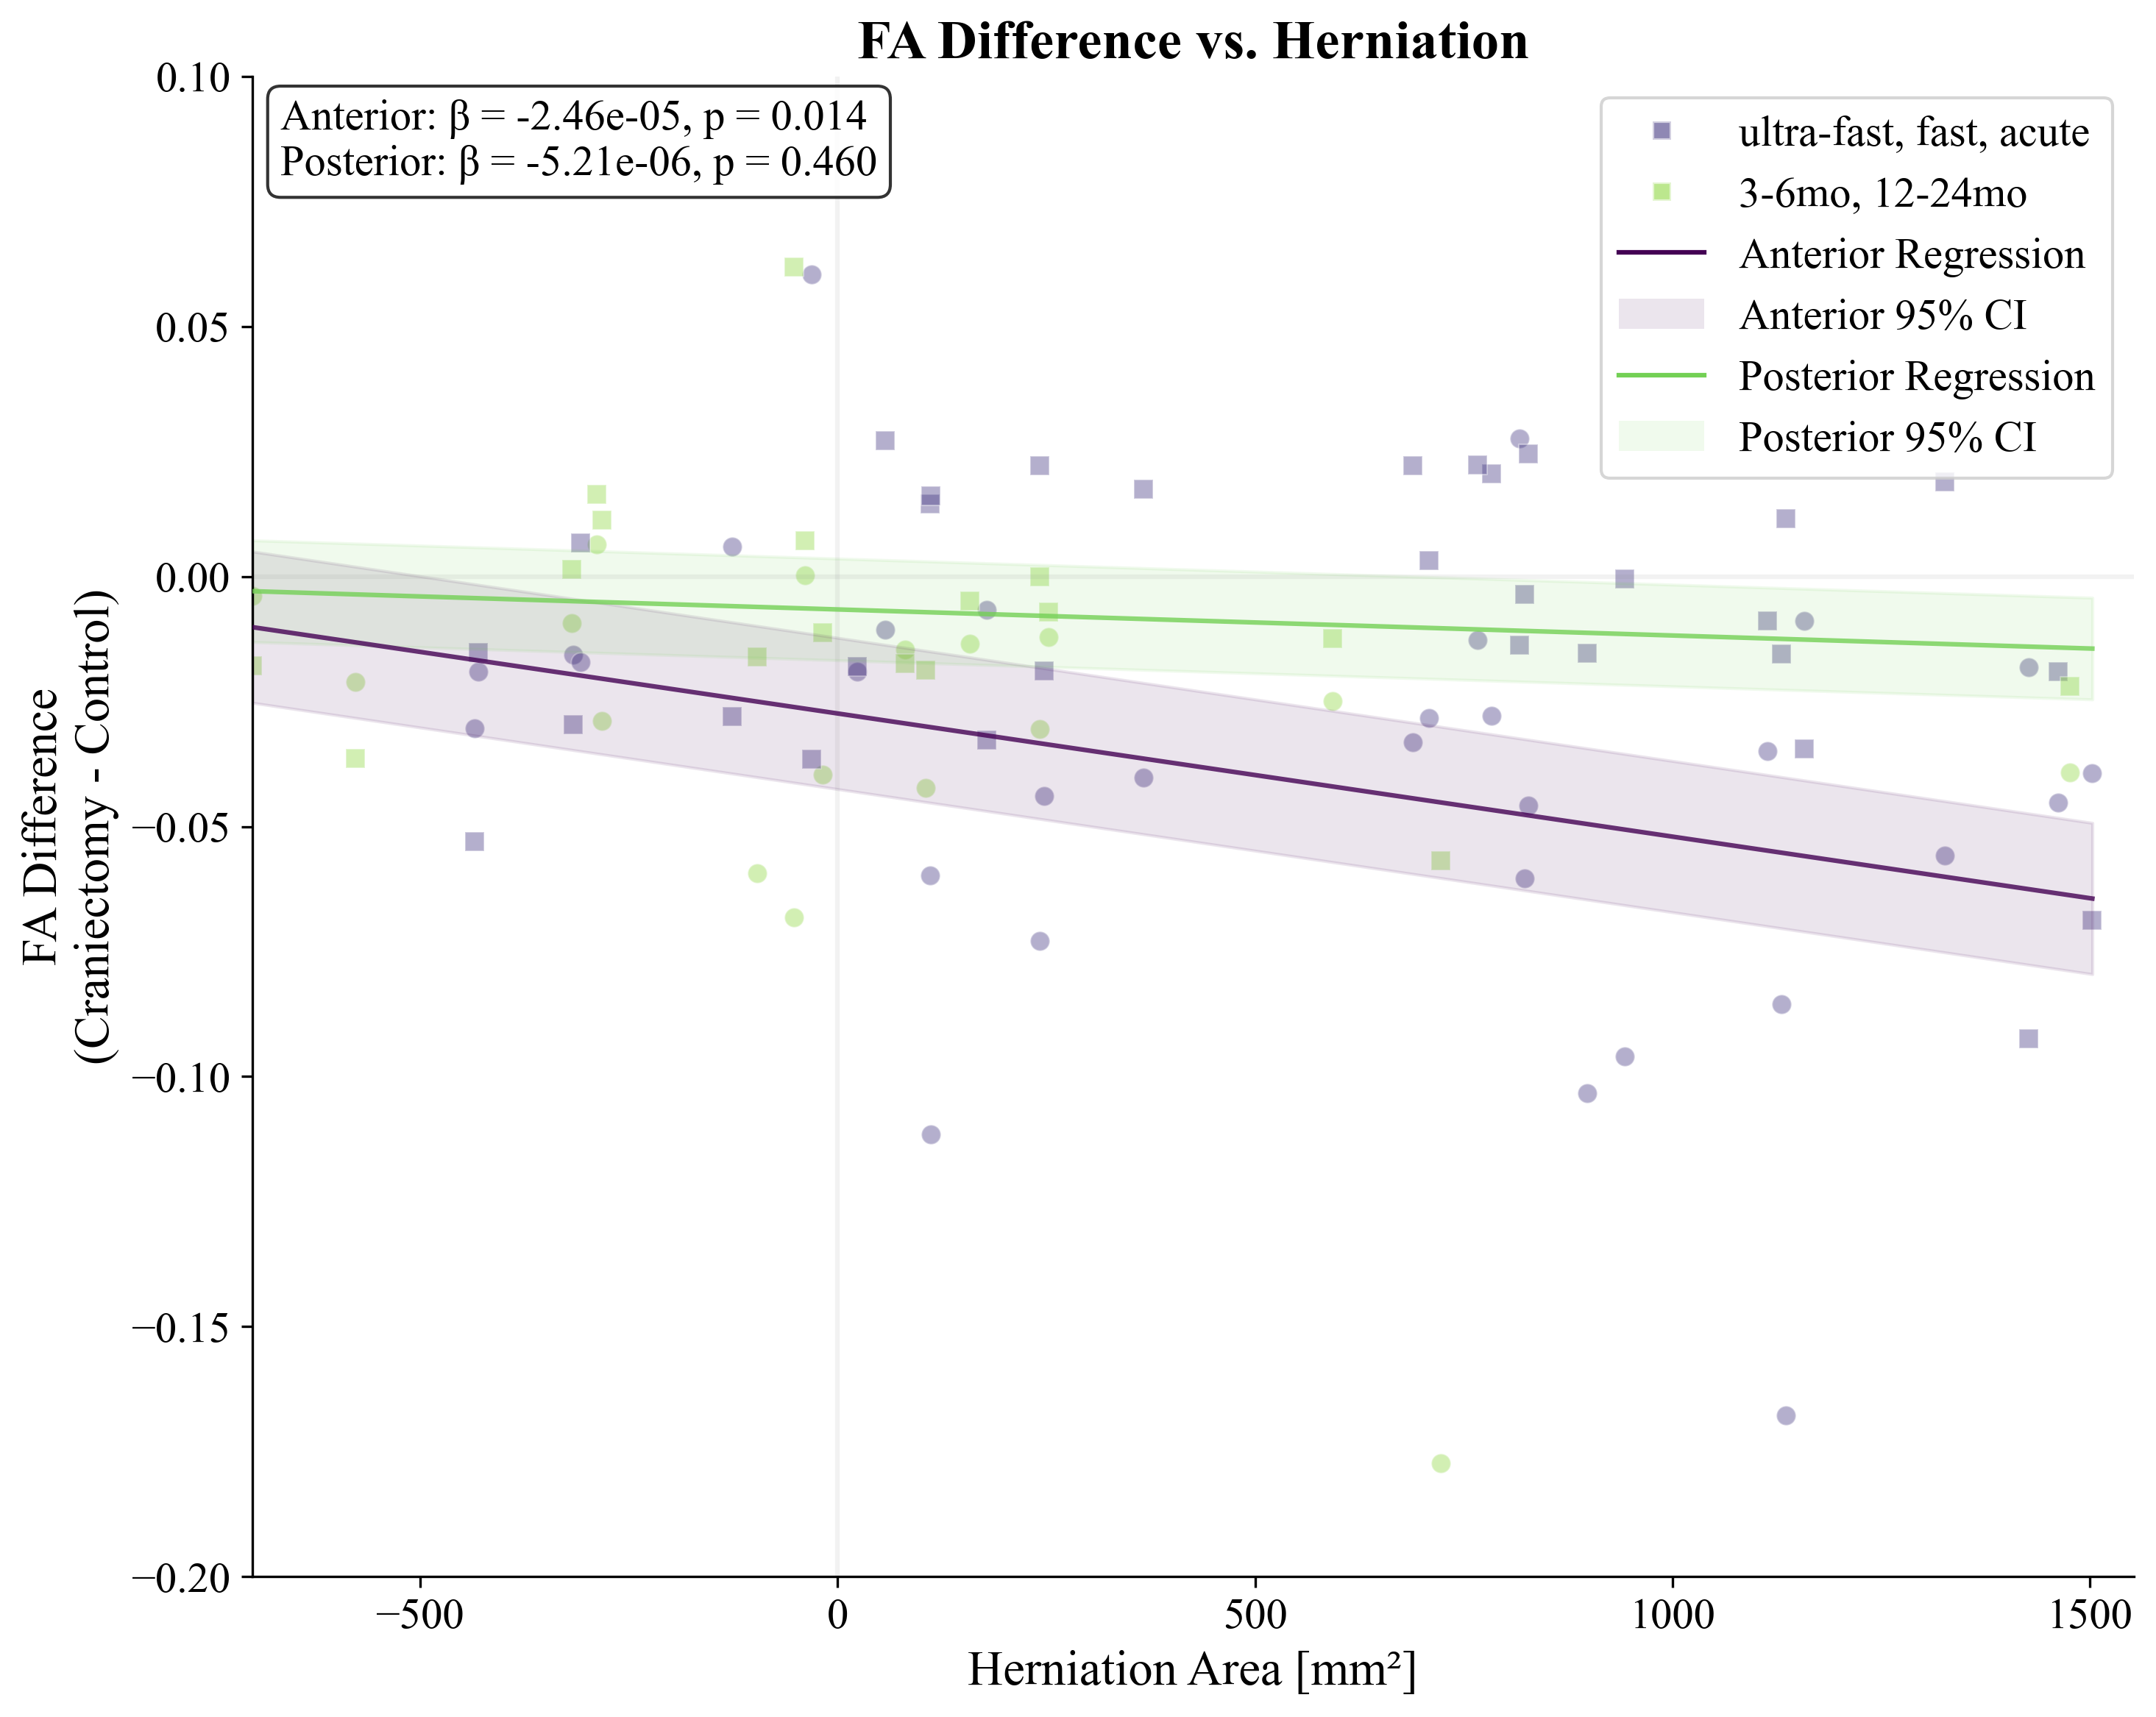 FA Difference vs. Herniation
Anterior: β = -2.46e-05, p = 0.014
Posterior: β = -5.21e-06, p = 0.460
ultra-fast, fast, acute
3-6mo, 12-24mo
Anterior Regression
Anterior 95% CI
Posterior Regression
Posterior 95% CI
FA Difference
(Craniectomy - Control)
0.10
0.05
0.00
−0.05
−0.10
−0.15
−0.20
−500
0
500
1000
1500
Herniation Area [mm²]